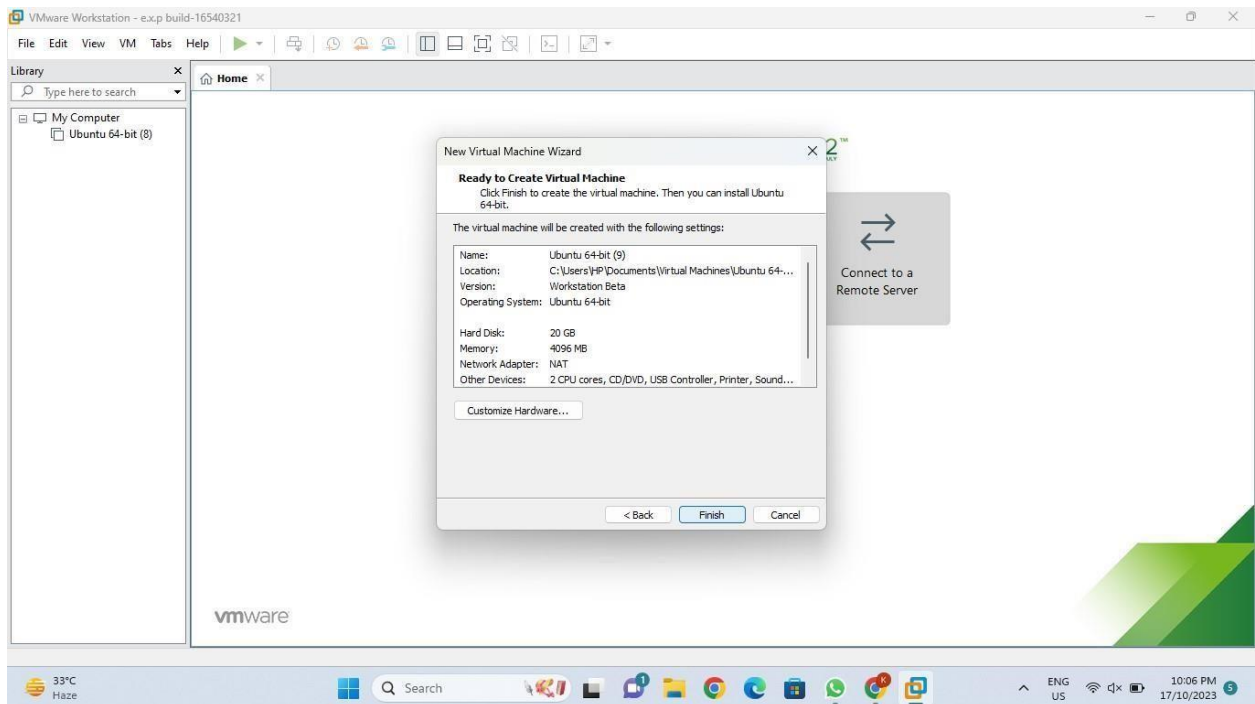 VMware Workstation - e.x.p build-16540321
File Edit View VM Tabs Help
Library
Home
Type here to search
My Computer
Ubuntu 64-bit (8)
2™
New Virtual Machine Wizard
Ready to Create Virtual Machine
Click Finish to create the virtual machine. Then you can install Ubuntu
64-bit.
The virtual machine will be created with the following settings:
Name: Ubuntu 64-bit (9)
Location: C:\Users\HP\Documents\Virtual Machines\Ubuntu 64-...
Version: Workstation Beta
Operating System: Ubuntu 64-bit
Hard Disk: 20 GB
Memory: 4096 MB
Network Adapter: NAT
Other Devices: 2 CPU cores, CD/DVD, USB Controller, Printer, Sound...
Customize Hardware...
< Back Finish Cancel
Connect to a
Remote Server
vmware
33°C
Haze
Search
1
K
ENG
US
10:06 PM
17/10/2023
5